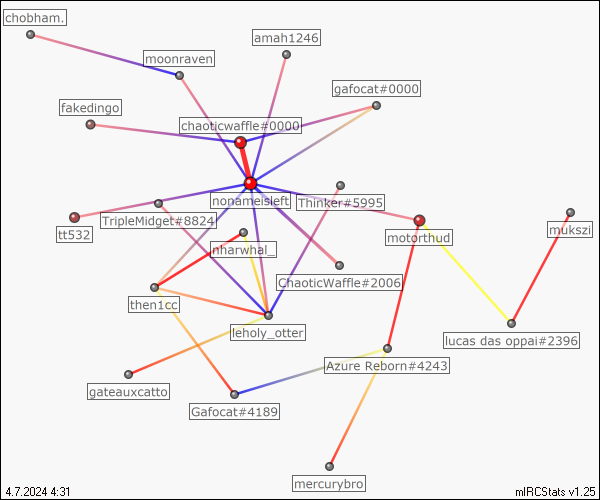 chobham.
amah1246
moonraven
gafocat#0000
fakedingo
chaoticwaffle#0000
nonameisleft
Thinker#5995
TripleMidget#8824
tt532
motorthud
mukszi
nharwhal_
ChaoticWaffle#2006
then1cc
leholy_otter
lucas das oppai#2396
Azure Reborn#4243
gateauxcatto
Gafocat#4189
mercurybro
4.7.2024 4:31
mIRCStats v1.25